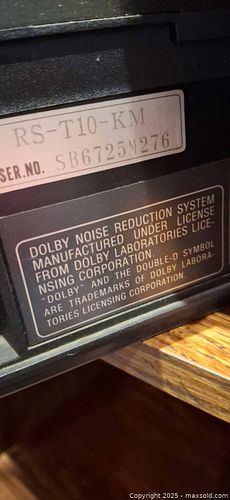 RS-T10-KM
SER.NO. SB6725M276
DOLBY NOISE REDUCTION SYSTEM
MANUFACTURED UNDER LICENSE
FROM DOLBY LABORATORIES LICE-
NSING CORPORATION.
"DOLBY" AND THE DOUBLE-D SYMBOL
ARE TRADEMARKS OF DOLBY LABORA-
TORIES LICENSING CORPORATION.
Copyright © 2025 - maxsold.com